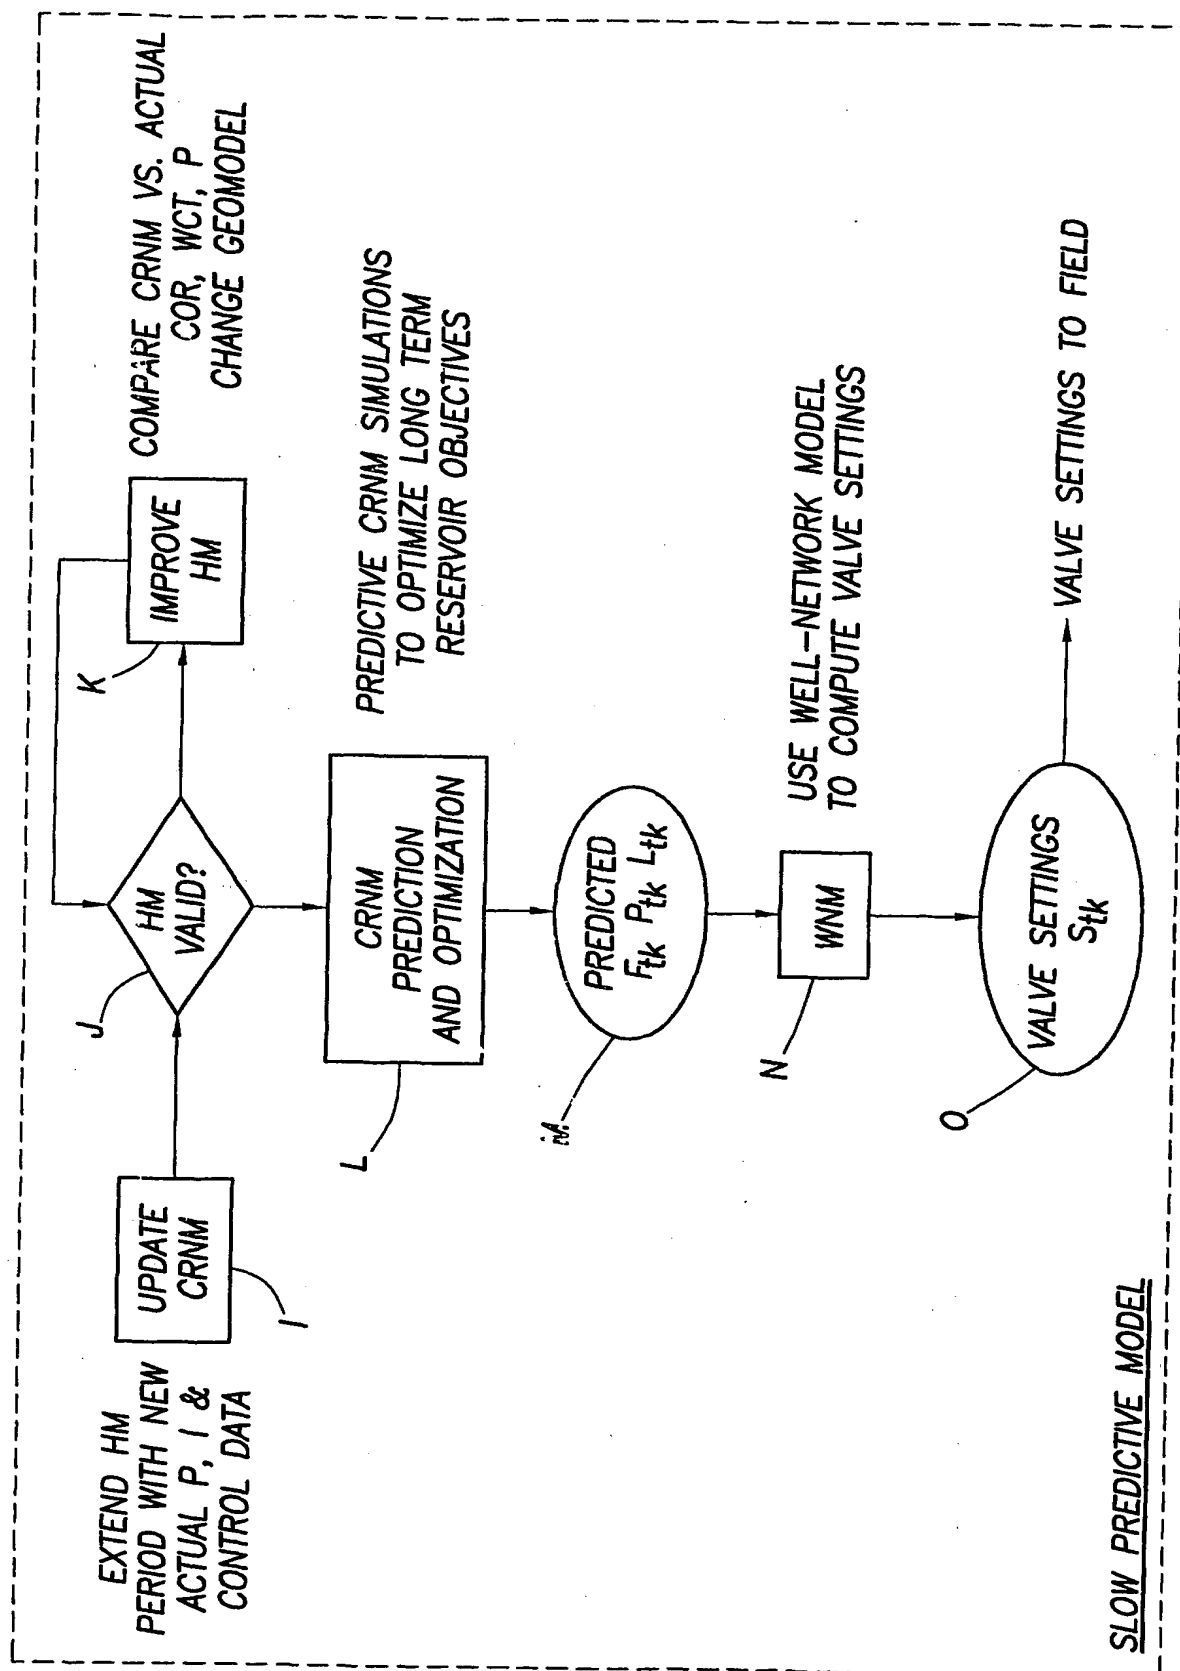 EXTEND HM
PERIOD WITH NEW
ACTUAL P, I &
CONTROL DATA
UPDATE
CRNM
I
HM
VALID?
J
IMPROVE
HM
K
COMPARE CRNM VS. ACTUAL
COR, WCT, P
CHANGE GEOMODEL
CRNM
PREDICTION
AND OPTIMIZATION
L
PREDICTIVE CRNM SIMULATIONS
TO OPTIMIZE LONG TERM
RESERVOIR OBJECTIVES
PREDICTED
Ftk Ptk Ltk
WNM
N
USE WELL-NETWORK MODEL
TO COMPUTE VALVE SETTINGS
VALVE SETTINGS
Stk
O
VALVE SETTINGS TO FIELD
SLOW PREDICTIVE MODEL